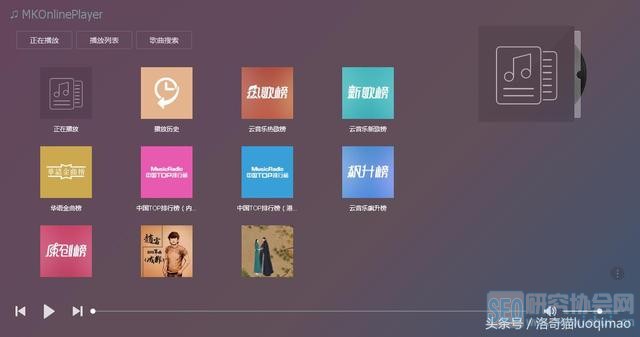 ♫ MKOnlinePlayer
正在播放 播放列表 歌曲搜索
热歌榜 新歌榜
正在播放 播放历史 云音乐热歌榜 云音乐新歌榜
華語金曲榜 MusicRadio MusicRadio 飙升榜
中国TOP排行榜 中国TOP排行榜
华语金曲榜 中国TOP排行榜（内... 中国TOP排行榜（港... 云音乐飙升榜
原创榜 趙雷
(成都)
SEO研究协会网
头条号 / 洛奇猫luoqimao